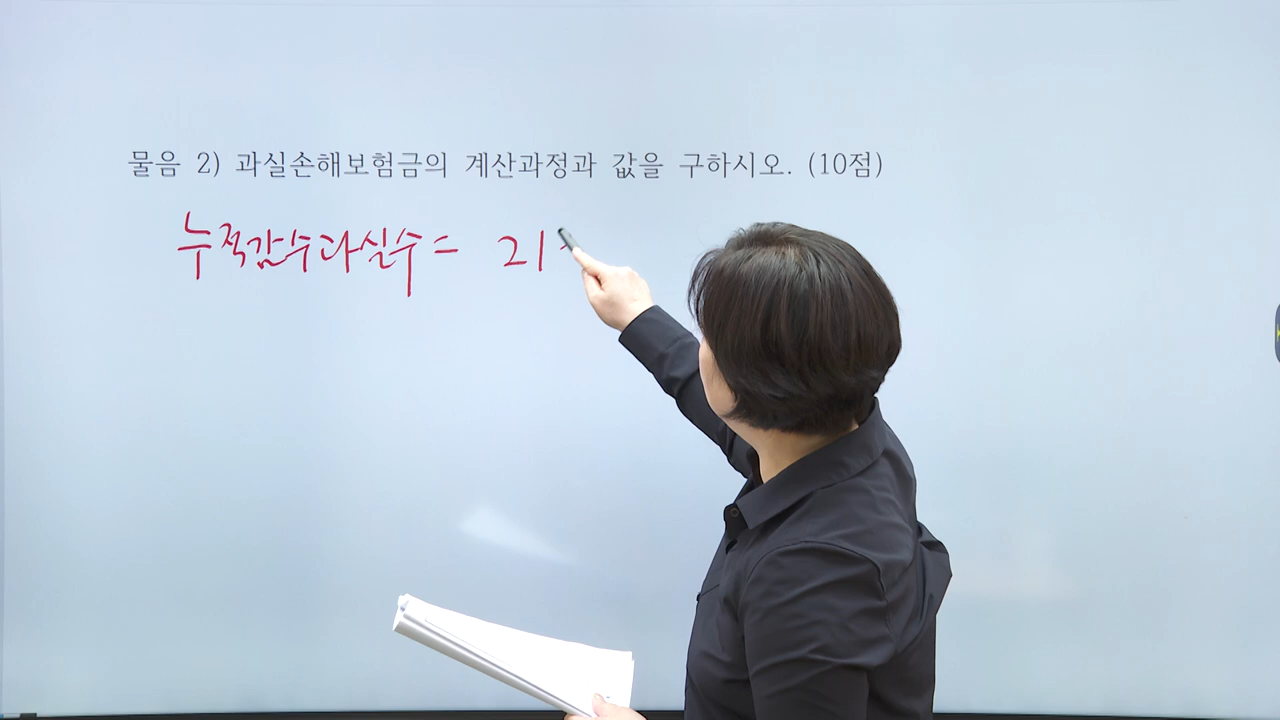 물음 2) 과실손해보험금의 계산과정과 값을 구하시오. (10점)
누적감수과실수= 21